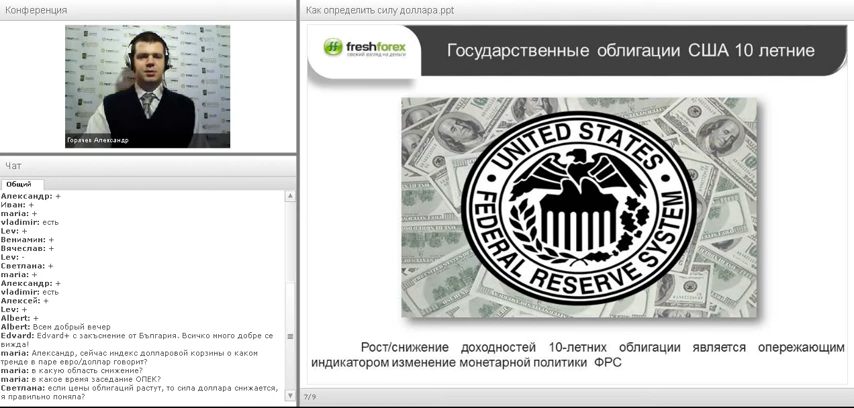 Конференция
Горячев Александр
Чат
Общий
Александр: +
Иван: +
maria: +
vladimir: есть
Lev: +
Вениамин: +
Вячеслав: +
Lev: -
Светлана: +
maria: +
Александр: +
vladimir: есть
Алексей: +
Lev: +
Albert: +
Albert: Всем добрый вечер
Edvard: Edvard+ с закъснение от България. Всичко много добре се
вижда!
maria: Александр, сейчас индекс долларовой корзины о каком
тренде в паре евро/доллар говорит?
maria: в какую область снижение?
maria: в какое время заседание ОПЕК?
Светлана: если цены облигаций растут, то сила доллара снижается,
я правильно поняла?
Как определить силу доллара.ppt
freshforex
свежий взгляд на деньги
Государственные облигации США 10 летние
UNITED STATES
FEDERAL RESERVE SYSTEM
Рост/снижение доходностей 10-летних облигации является опережающим
индикатором изменение монетарной политики ФРС
7/9